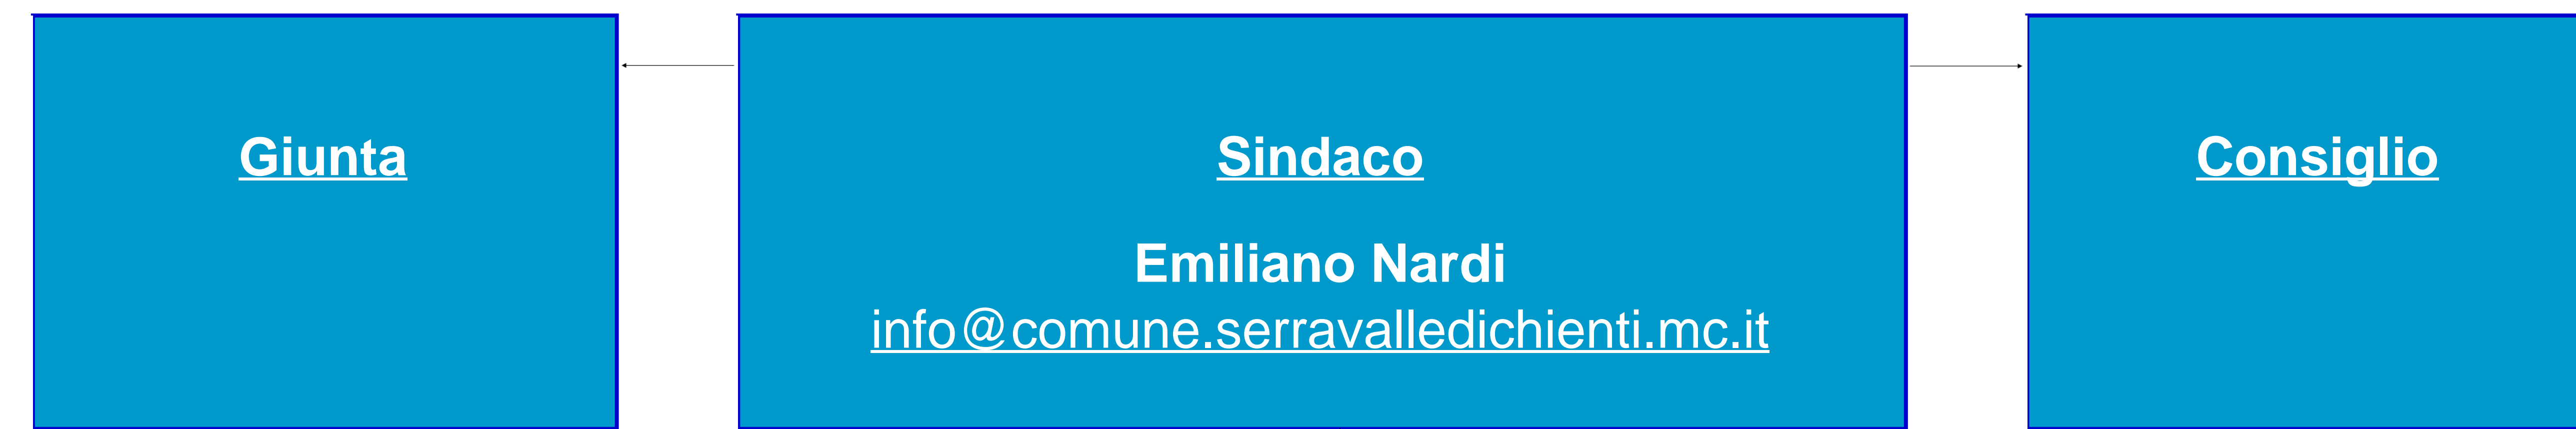 Giunta
Sindaco
Emiliano Nardi
info@comune.serravalledichienti.mc.it
Consiglio